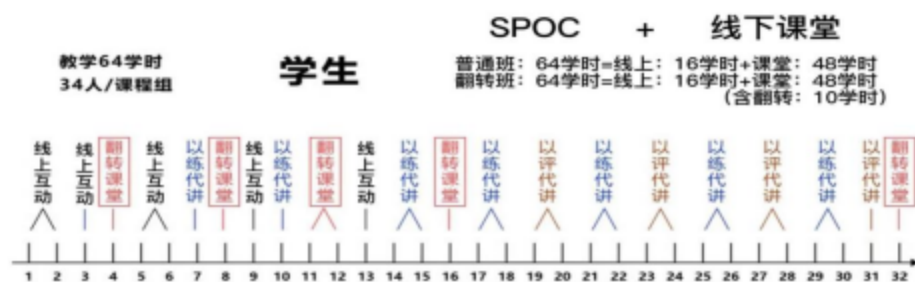 SPOC + 线下课堂
教学64学时
34人/课程组
学生
普通班：64学时=线上：16学时+课堂：48学时
翻转班：64学时=线上：16学时+课堂：48学时
(含翻转：10学时)
线上互动
线上互动
翻转课堂
线上互动
以练代讲
翻转课堂
线上互动
以练代讲
翻转课堂
线上互动
以练代讲
翻转课堂
以练代讲
以评代讲
以练代讲
以评代讲
以练代讲
以评代讲
以练代讲
以评代讲
翻转课堂
1 2 3 4 5 6 7 8 9 10 11 12 13 14 15 16 17 18 19 20 21 22 23 24 25 26 27 28 29 30 31 32